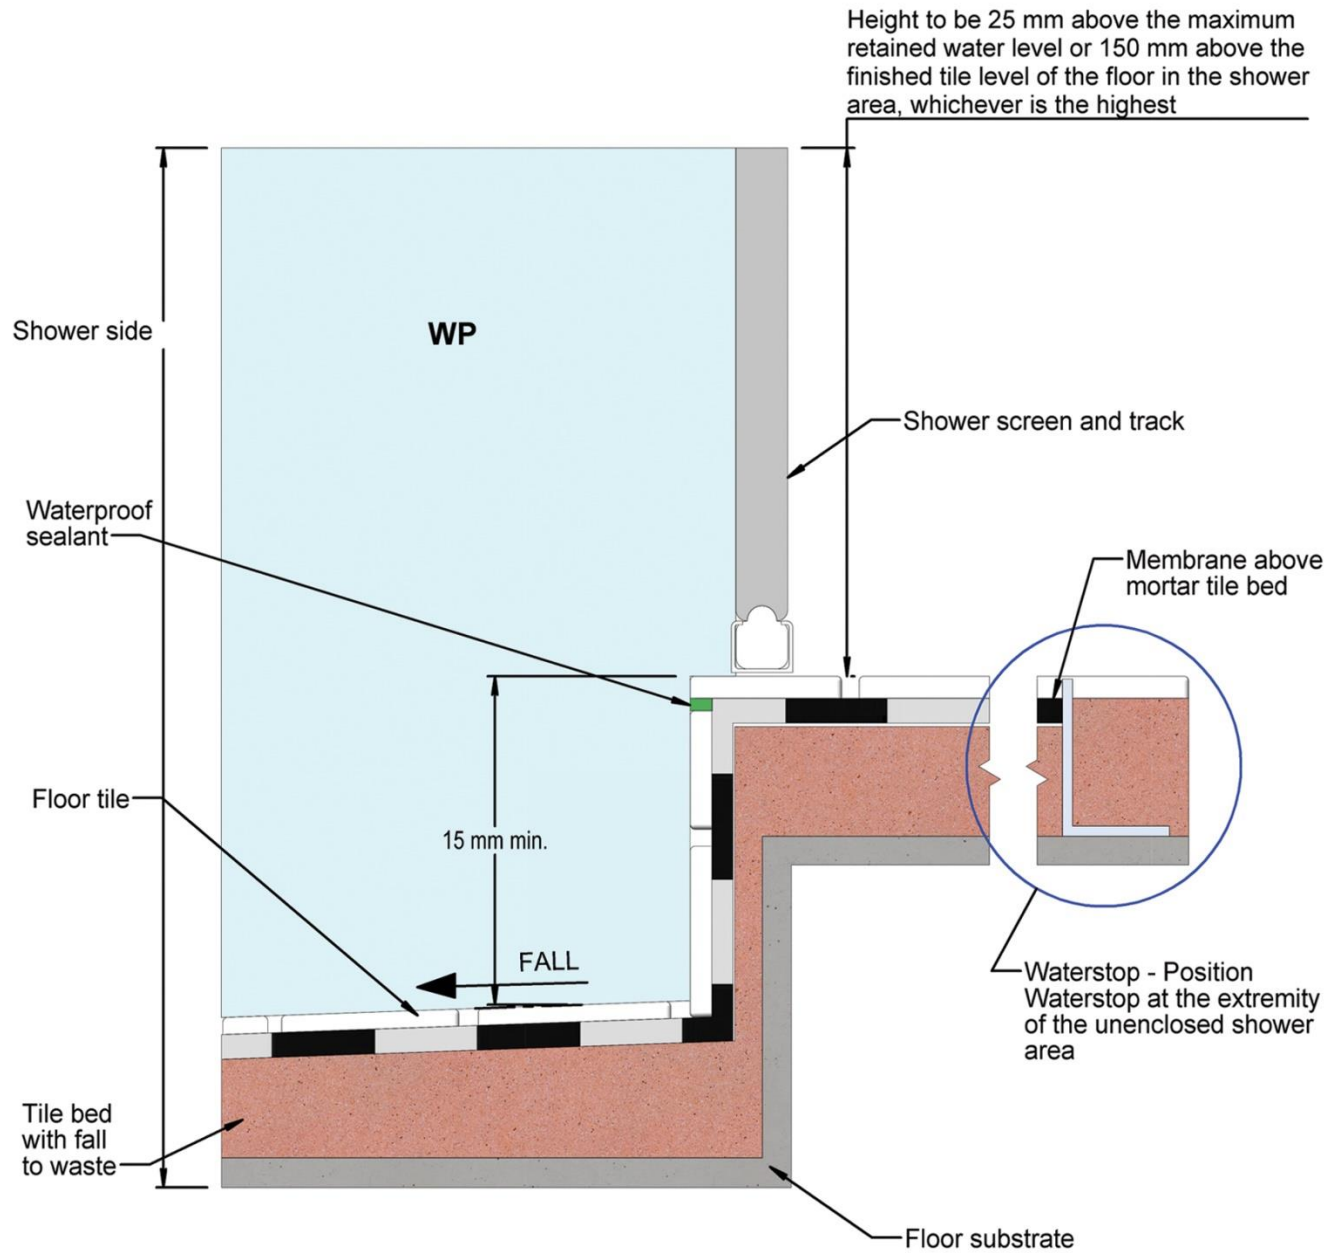 Height to be 25 mm above the maximum
retained water level or 150 mm above the
finished tile level of the floor in the shower
area, whichever is the highest
Shower side
WP
Shower screen and track
Waterproof
sealant
Membrane above
mortar tile bed
Floor tile
15 mm min.
FALL
Waterstop - Position
Waterstop at the extremity
of the unenclosed shower
area
Tile bed
with fall
to waste
Floor substrate